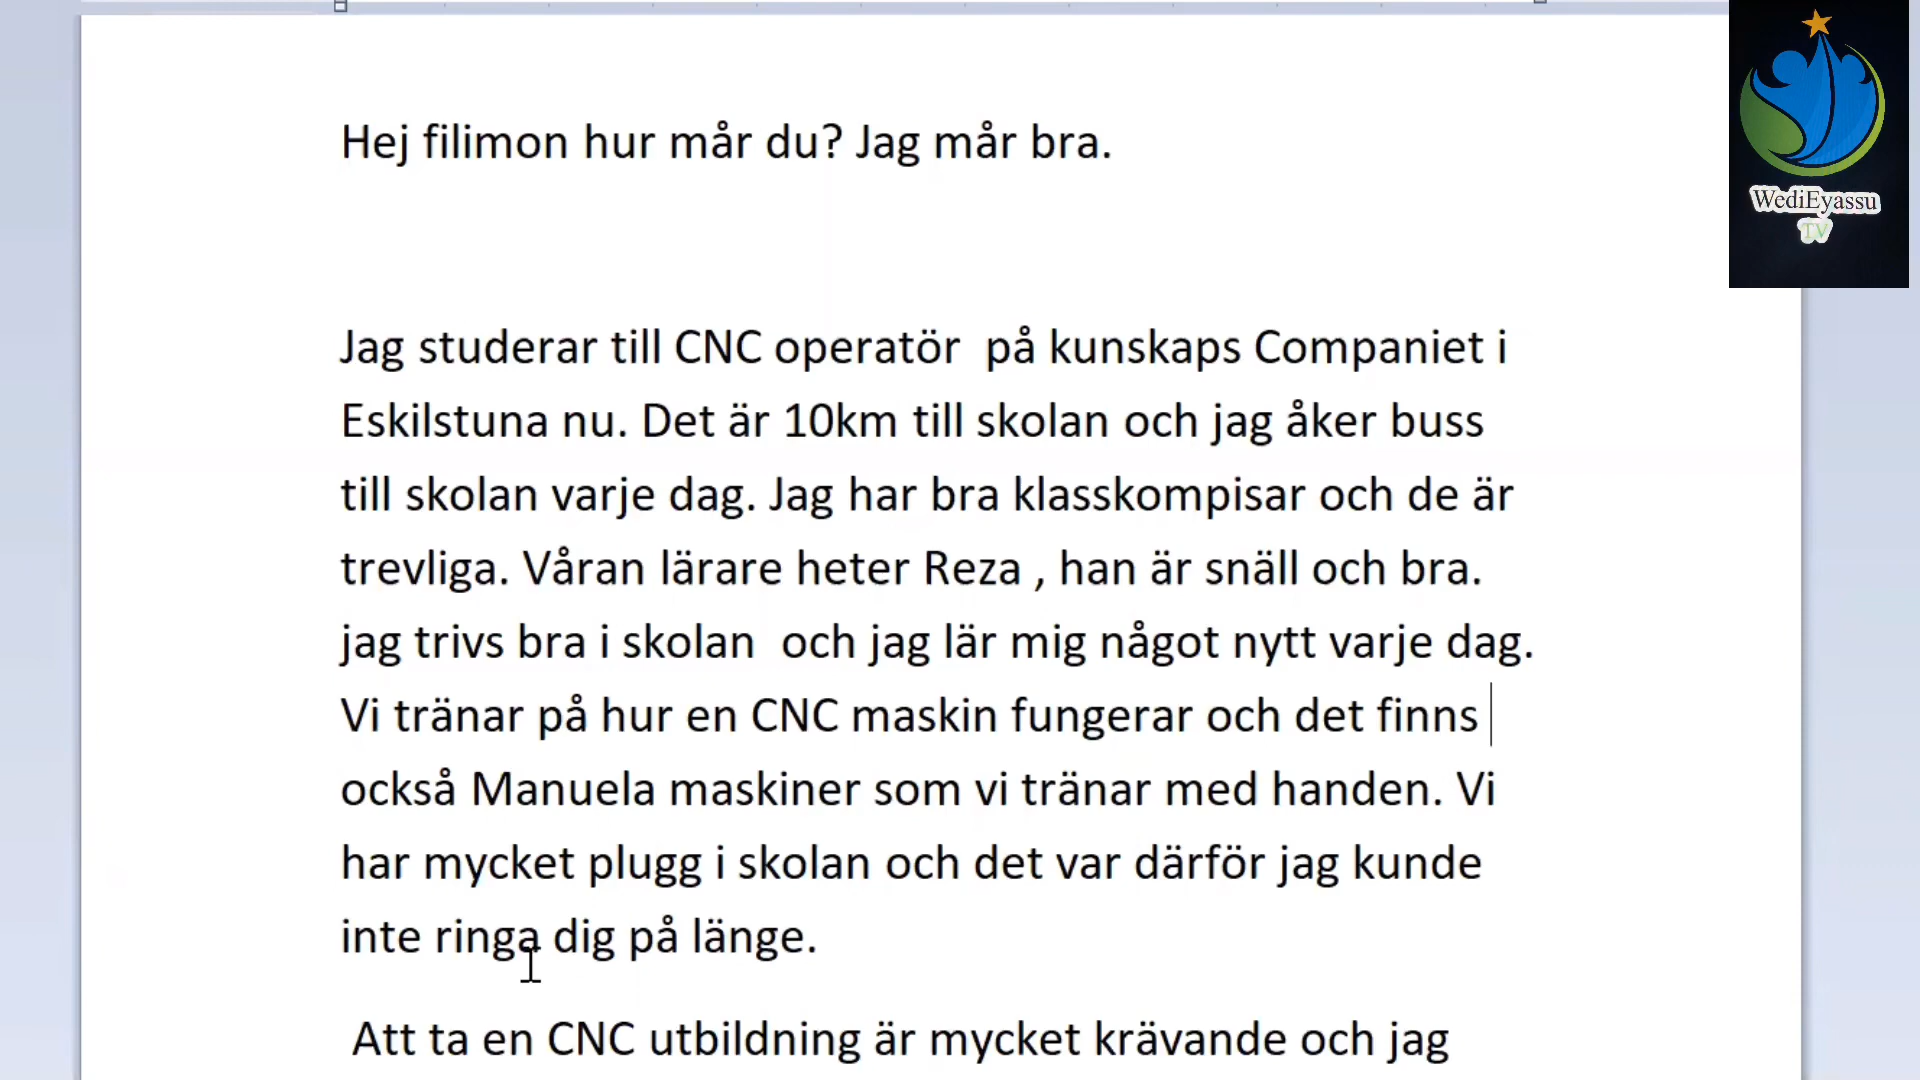 Hej filimon hur mår du? Jag mår bra.
WediEyassu
TV
Jag studerar till CNC operatör  på kunskaps Companiet i
Eskilstuna nu. Det är 10km till skolan och jag åker buss
till skolan varje dag. Jag har bra klasskompisar och de är
trevliga. Våran lärare heter Reza , han är snäll och bra.
jag trivs bra i skolan  och jag lär mig något nytt varje dag.
Vi tränar på hur en CNC maskin fungerar och det finns
också Manuela maskiner som vi tränar med handen. Vi
har mycket plugg i skolan och det var därför jag kunde
inte ringa dig på länge.
Att ta en CNC utbildning är mycket krävande och jag